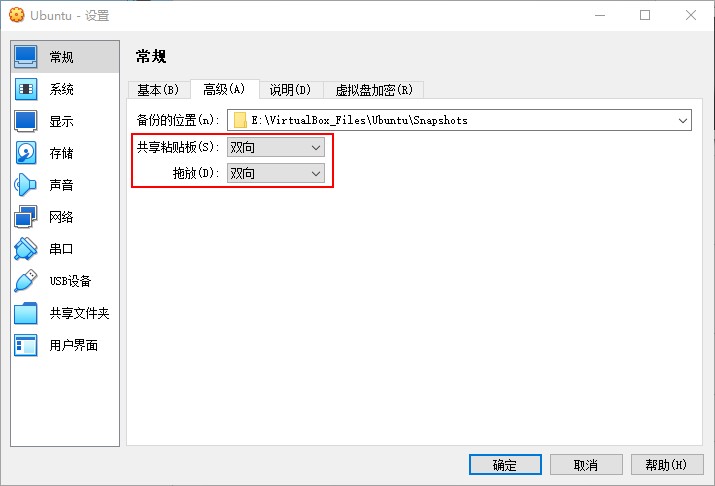 Ubuntu - 设置
常规
系统
显示
存储
声音
网络
串口
USB设备
共享文件夹
用户界面
常规
基本(B) 高级(A) 说明(D) 虚拟盘加密(R)
备份的位置(n): E:\VirtualBox_Files\Ubuntu\Snapshots
共享粘贴板(S): 双向
拖放(D): 双向
确定 取消 帮助(H)